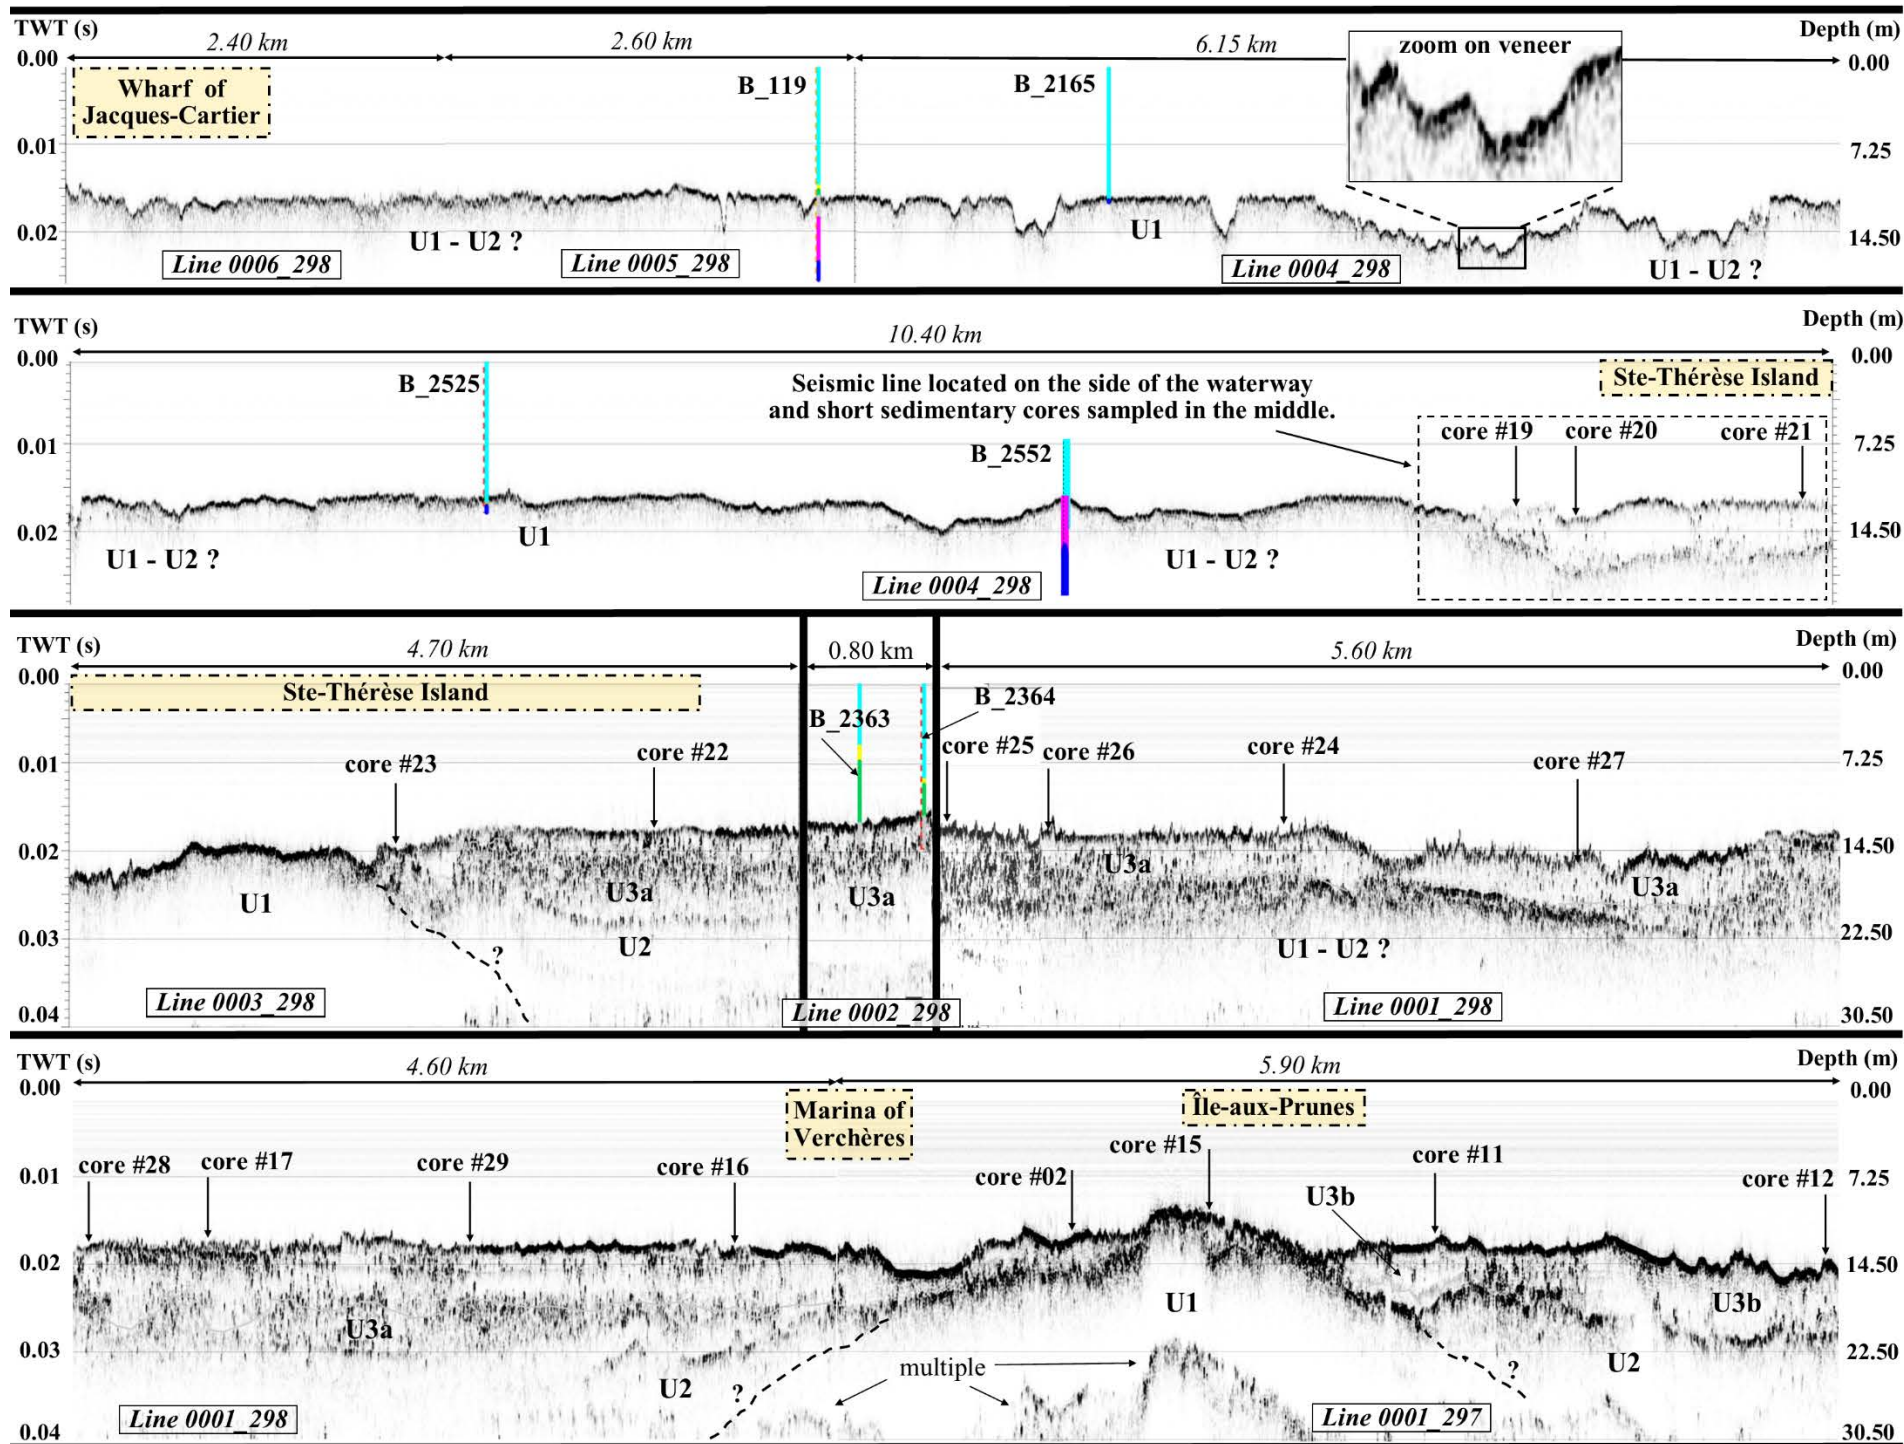 TWT (s)
Depth (m)
2.40 km
2.60 km
6.15 km
zoom on veneer
0.00
0.00
Wharf of
Jacques-Cartier
B_119
B_2165
0.01
7.25
0.02
14.50
U1 - U2 ?
U1
U1 - U2 ?
Line 0006_298
Line 0005_298
Line 0004_298
TWT (s)
Depth (m)
10.40 km
0.00
0.00
B_2525
Seismic line located on the side of the waterway
and short sedimentary cores sampled in the middle.
Ste-Thérèse Island
core #19
core #20
core #21
0.01
7.25
B_2552
0.02
14.50
U1 - U2 ?
U1
U1 - U2 ?
Line 0004_298
TWT (s)
Depth (m)
4.70 km
0.80 km
5.60 km
0.00
0.00
Ste-Thérèse Island
B_2363
B_2364
core #23
core #22
core #25
core #26
core #24
core #27
0.01
7.25
0.02
14.50
U1
U3a
U3a
U3a
U3a
U2
?
U1 - U2 ?
0.03
22.50
Line 0003_298
Line 0002_298
Line 0001_298
0.04
30.50
TWT (s)
Depth (m)
4.60 km
5.90 km
0.00
0.00
Marina of
Verchères
Île-aux-Prunes
core #28
core #17
core #29
core #16
core #02
core #15
core #11
core #12
0.01
7.25
U3b
0.02
14.50
U3a
U1
U3b
0.03
22.50
U2
?
multiple
?
U2
Line 0001_298
Line 0001_297
0.04
30.50